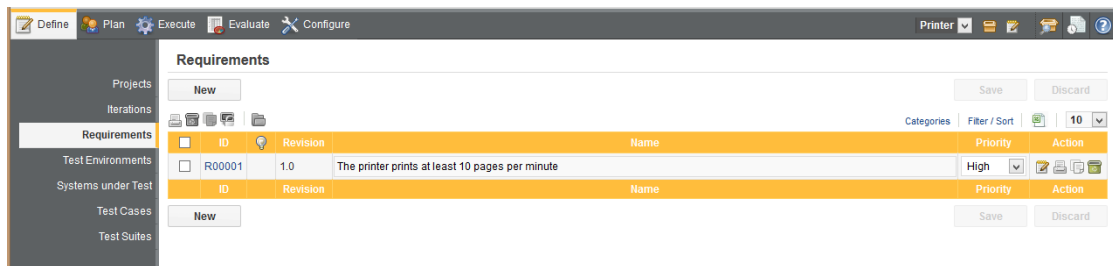 Define Plan Execute Evaluate Configure Printer
Requirements
Projects
Iterations
Requirements
Test Environments
Systems under Test
Test Cases
Test Suites
New Save Discard
Categories Filter / Sort 10
ID Revision Name Priority Action
R00001 1.0 The printer prints at least 10 pages per minute High
ID Revision Name Priority Action
New Save Discard